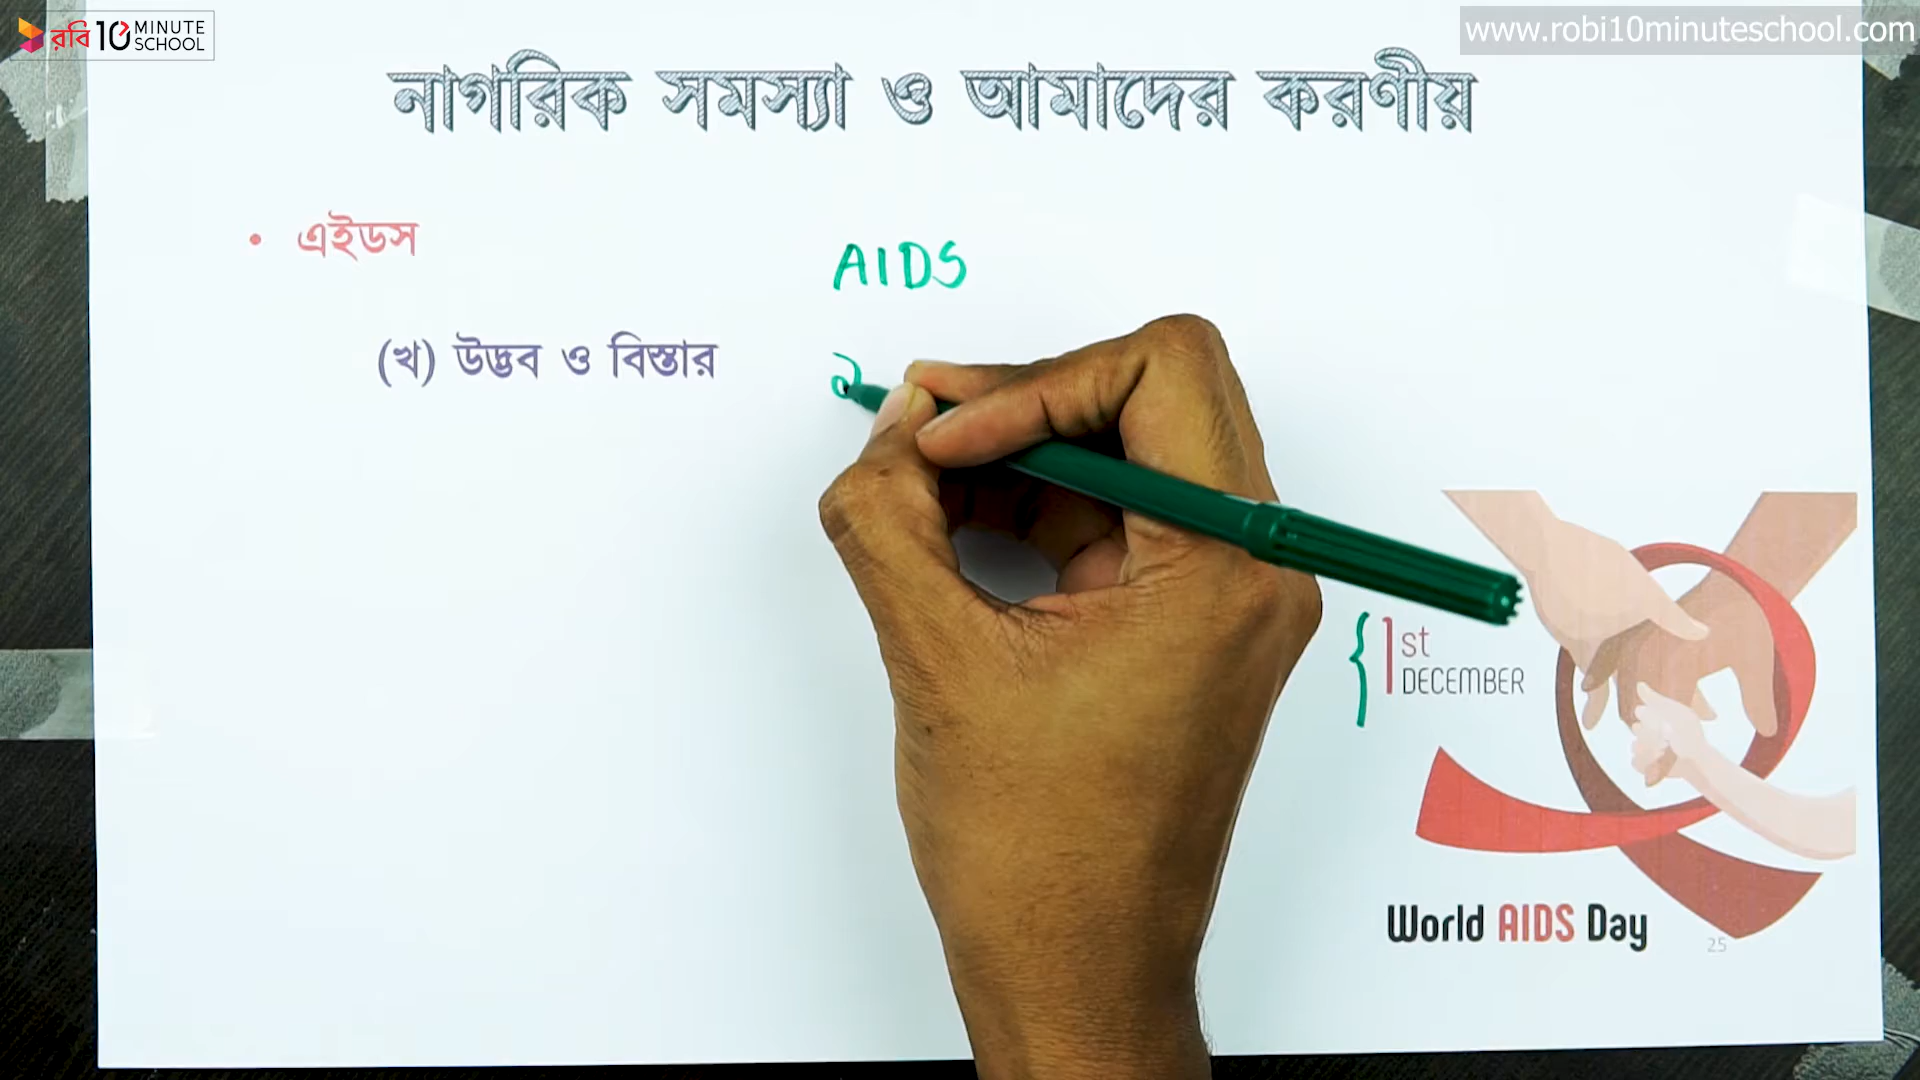 রবি 10 MINUTE SCHOOL
www.robi10minuteschool.com
নাগরিক সমস্যা ও আমাদের করণীয়
• এইডস
AIDS
(খ) উদ্ভব ও বিস্তার
1st
DECEMBER
World AIDS Day
25